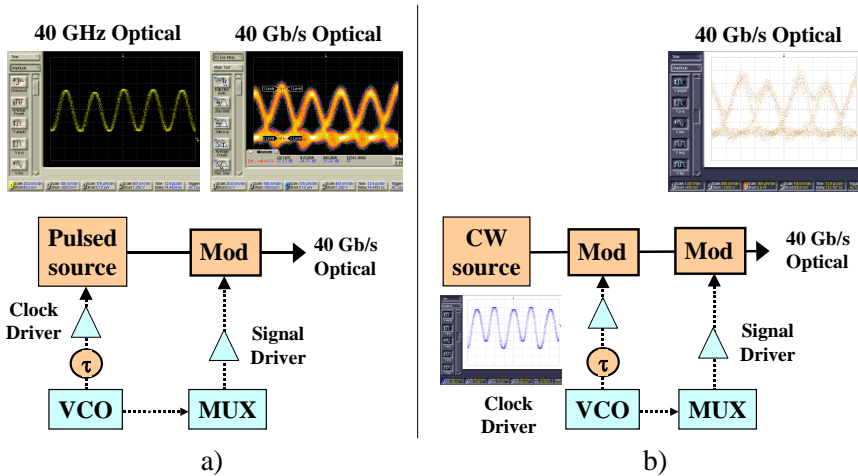 40 GHz Optical
40 Gb/s Optical
Pulsed
source
Mod
40 Gb/s
Optical
Clock
Driver
Signal
Driver
τ
VCO
MUX
a)
40 Gb/s Optical
CW
source
Mod
Mod
40 Gb/s
Optical
Signal
Driver
τ
Clock
Driver
VCO
MUX
b)